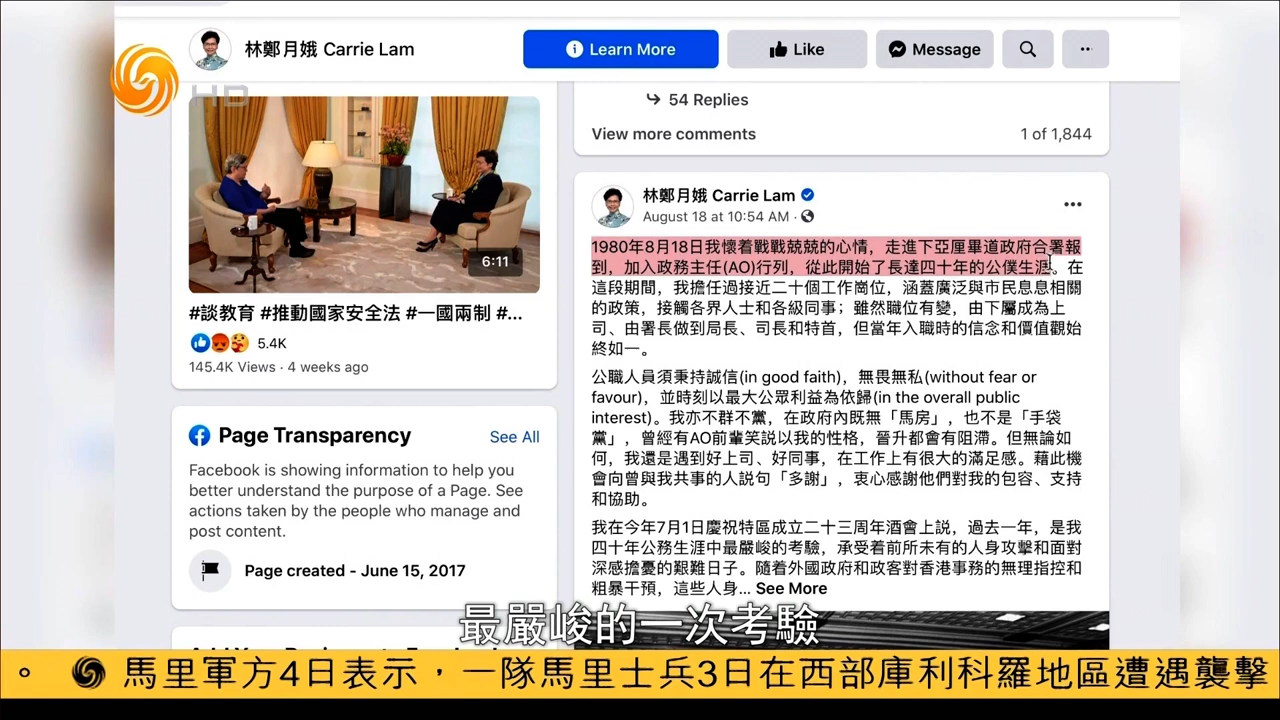 林鄭月娥 Carrie Lam
Learn More
Like
Message
HD
6:11
#談教育 #推動國家安全法 #一國兩制 #...
5.4K
145.4K Views · 4 weeks ago
Page Transparency
See All
Facebook is showing information to help you
better understand the purpose of a Page. See
actions taken by the people who manage and
post content.
Page created - June 15, 2017
54 Replies
View more comments
1 of 1,844
林鄭月娥 Carrie Lam
August 18 at 10:54 AM ·
1980年8月18日我懷着戰戰兢兢的心情，走進下亞厘畢道政府合署報
到，加入政務主任(AO)行列，從此開始了長達四十年的公僕生涯。在
這段期間，我擔任過接近二十個工作崗位，涵蓋廣泛與市民息息相關
的政策，接觸各界人士和各級同事；雖然職位有變，由下屬成為上
司、由署長做到局長、司長和特首，但當年入職時的信念和價值觀始
終如一。
公職人員須秉持誠信(in good faith)，無畏無私(without fear or
favour)，並時刻以最大公眾利益為依歸(in the overall public
interest)。我亦不群不黨，在政府內既無「馬房」，也不是「手袋
黨」，曾經有AO前輩笑説以我的性格，晉升都會有阻滯。但無論如
何，我還是遇到好上司、好同事，在工作上有很大的滿足感。藉此機
會向曾與我共事的人説句「多謝」，衷心感謝他們對我的包容、支持
和協助。
我在今年7月1日慶祝特區成立二十三周年酒會上説，過去一年，是我
四十年公務生涯中最嚴峻的考驗，承受着前所未有的人身攻擊和面對
深感擔憂的艱難日子。隨着外國政府和政客對香港事務的無理指控和
粗暴干預，這些人身... See More
最嚴峻的一次考驗
。 馬里軍方4日表示，一隊馬里士兵3日在西部庫利科羅地區遭遇襲擊